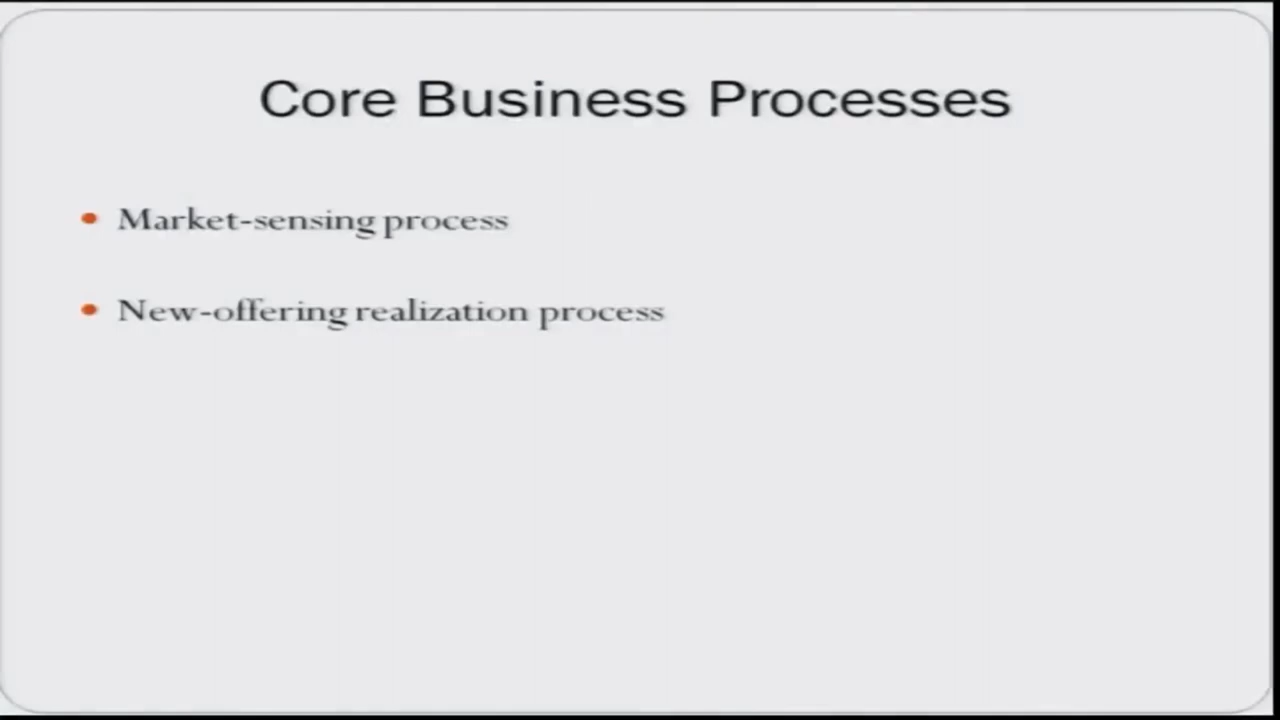 Core Business Processes
Market-sensing process
New-offering realization process